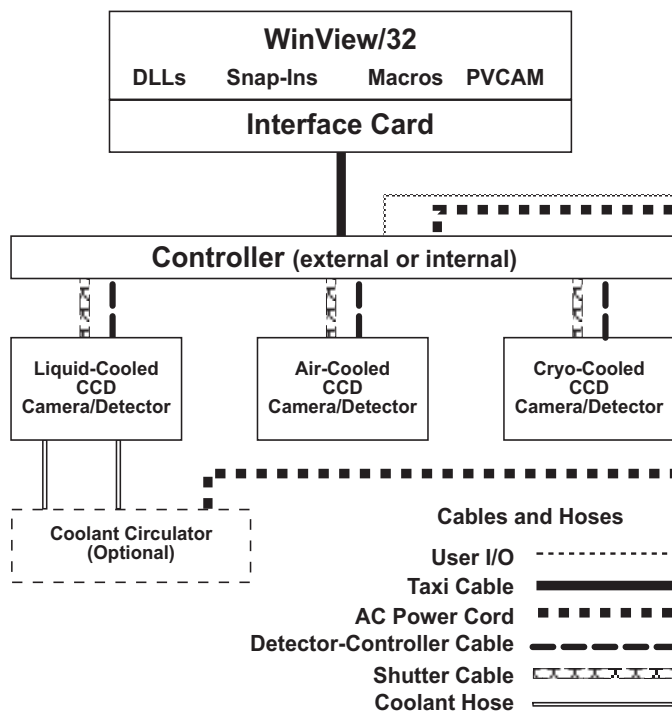 WinView/32
DLLs Snap-Ins Macros PVCAM
Interface Card
Controller (external or internal)
Liquid-Cooled
CCD
Camera/Detector
Air-Cooled
CCD
Camera/Detector
Cryo-Cooled
CCD
Camera/Detector
Coolant Circulator
(Optional)
Cables and Hoses
User I/O
Taxi Cable
AC Power Cord
Detector-Controller Cable
Shutter Cable
Coolant Hose